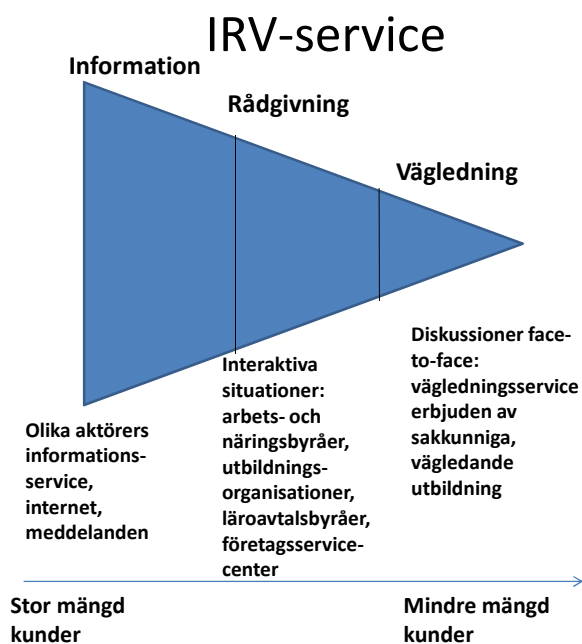 IRV-service
Information
Rådgivning
Vägledning
Olika aktörers
informations-
service,
internet,
meddelanden
Interaktiva
situationer:
arbets- och
näringsbyråer,
utbildnings-
organisationer,
läroavtalsbyråer,
företagsservice-
center
Diskussioner face-
to-face:
vägledningsservice
erbjuden av
sakkunniga,
vägledande
utbildning
Stor mängd
kunder
Mindre mängd
kunder